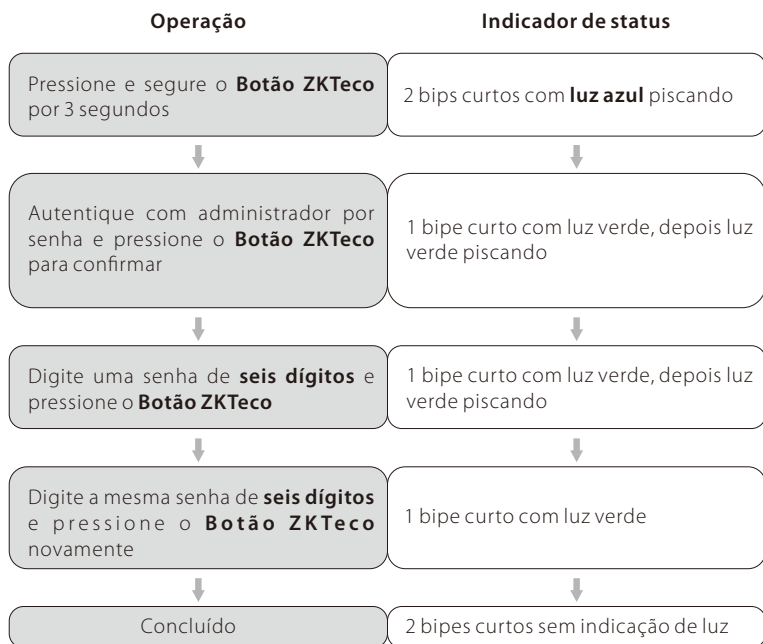 Operação
Indicador de status
Pressione e segure o Botão ZKTeco
por 3 segundos
2 bips curtos com luz azul piscando
Autentique com administrador por
senha e pressione o Botão ZKTeco
para confirmar
1 bipe curto com luz verde, depois luz
verde piscando
Digite uma senha de seis dígitos e
pressione o Botão ZKTeco
1 bipe curto com luz verde, depois luz
verde piscando
Digite a mesma senha de seis dígitos
e pressione o Botão ZKTeco
novamente
1 bipe curto com luz verde
Concluído
2 bipes curtos sem indicação de luz